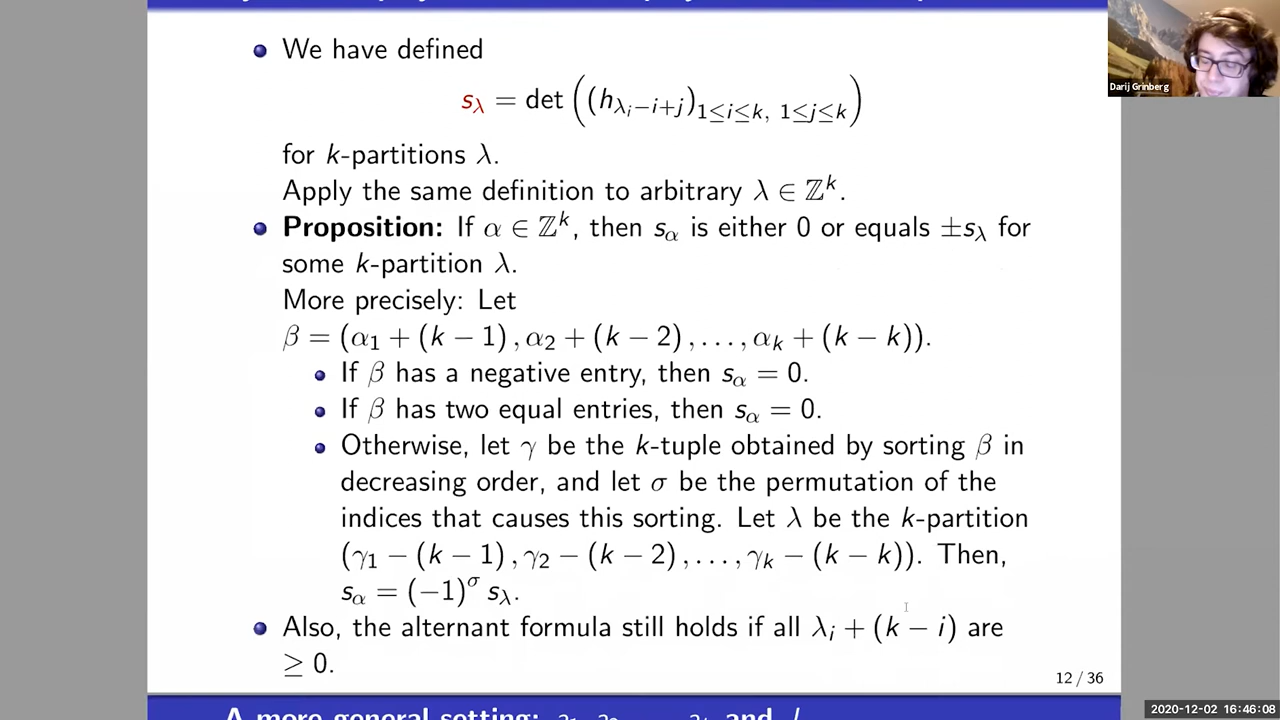 We have defined
s_λ = det ((h_{λ_i−i+j})_{1≤i≤k, 1≤j≤k})
for k-partitions λ.
Apply the same definition to arbitrary λ ∈ ℤ^k.
Proposition: If α ∈ ℤ^k, then s_α is either 0 or equals ±s_λ for
some k-partition λ.
More precisely: Let
β = (α_1 + (k − 1), α_2 + (k − 2), . . . , α_k + (k − k)).
If β has a negative entry, then s_α = 0.
If β has two equal entries, then s_α = 0.
Otherwise, let γ be the k-tuple obtained by sorting β in
decreasing order, and let σ be the permutation of the
indices that causes this sorting. Let λ be the k-partition
(γ_1 − (k − 1), γ_2 − (k − 2), . . . , γ_k − (k − k)). Then,
s_α = (−1)^σ s_λ.
Also, the alternant formula still holds if all λ_i + (k − i) are
≥ 0.
12 / 36
A more general setting:
and
Darij Grinberg
2020-12-02 16:46:08